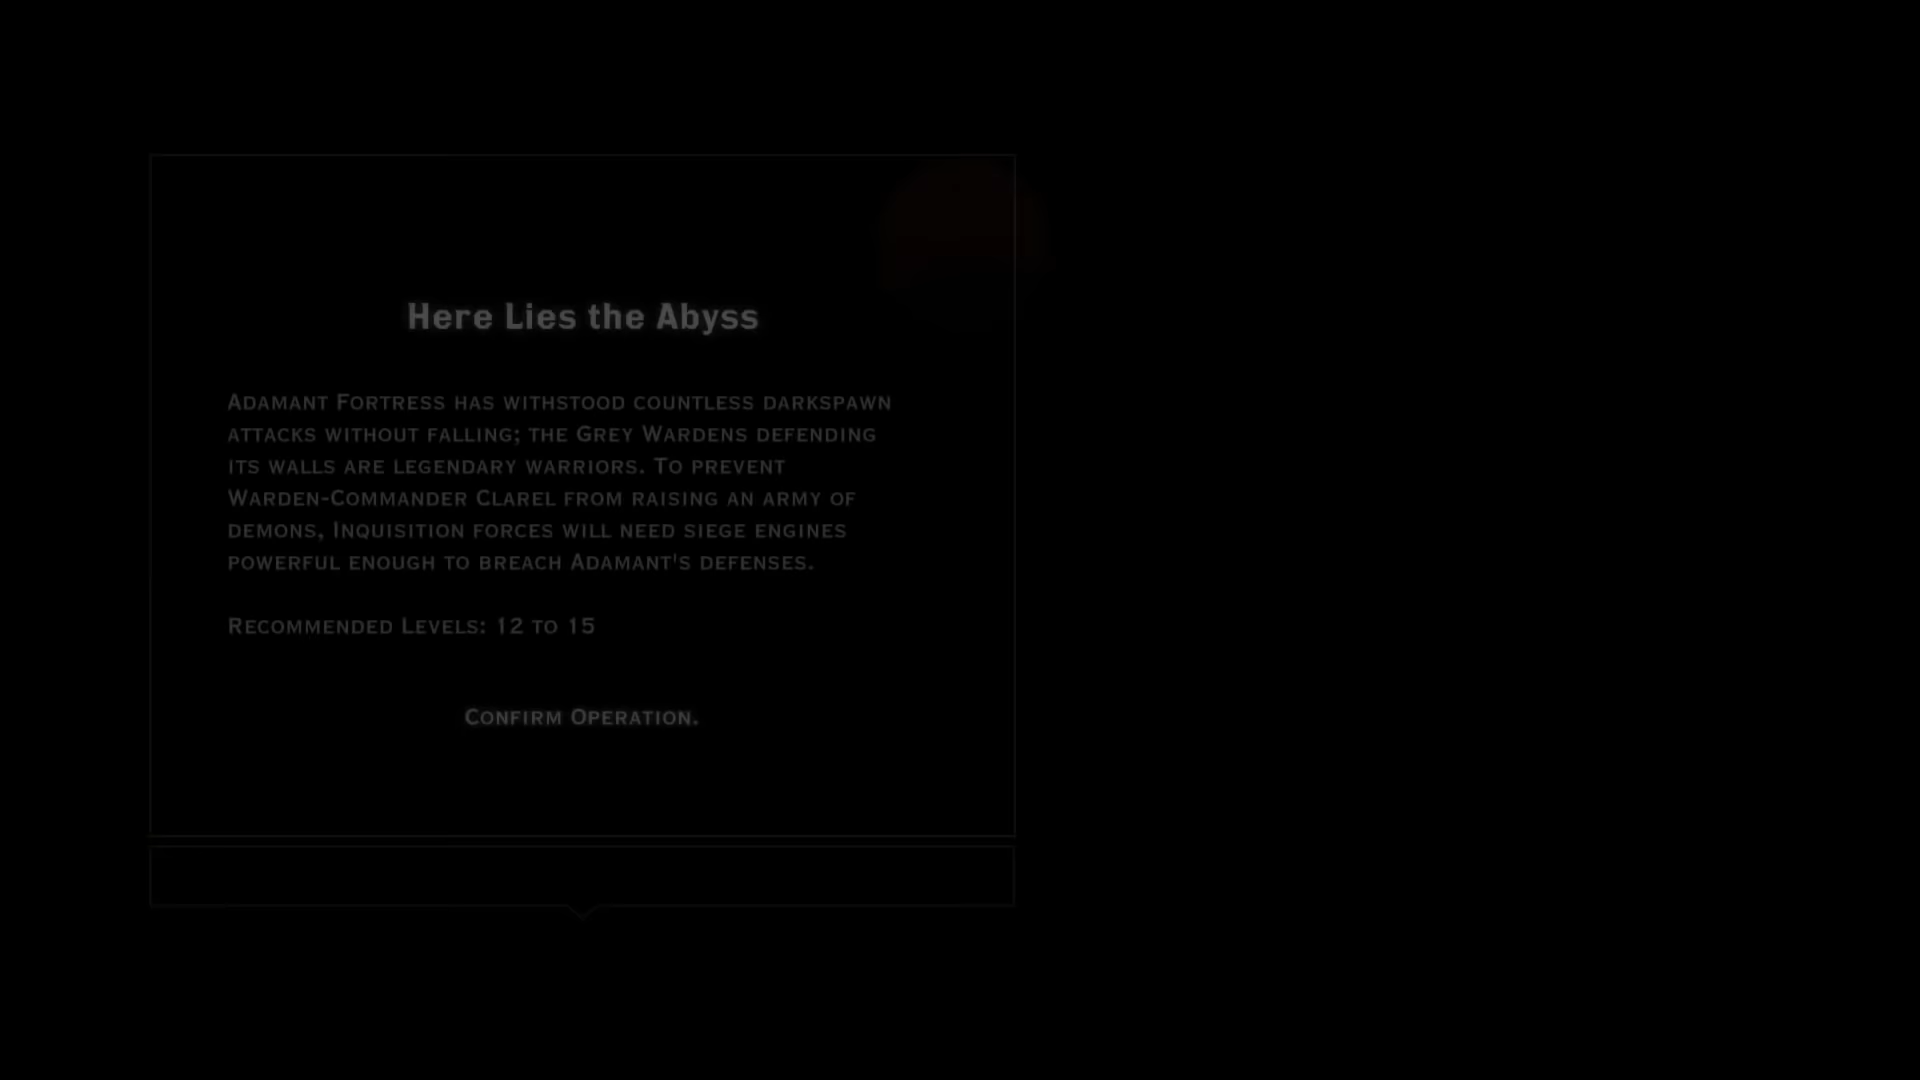 Here Lies the Abyss
Adamant Fortress has withstood countless darkspawn
attacks without falling; the Grey Wardens defending
its walls are legendary warriors. To prevent
Warden-Commander Clarel from raising an army of
demons, Inquisition forces will need siege engines
powerful enough to breach Adamant's defenses.
Recommended Levels: 12 to 15
Confirm Operation.